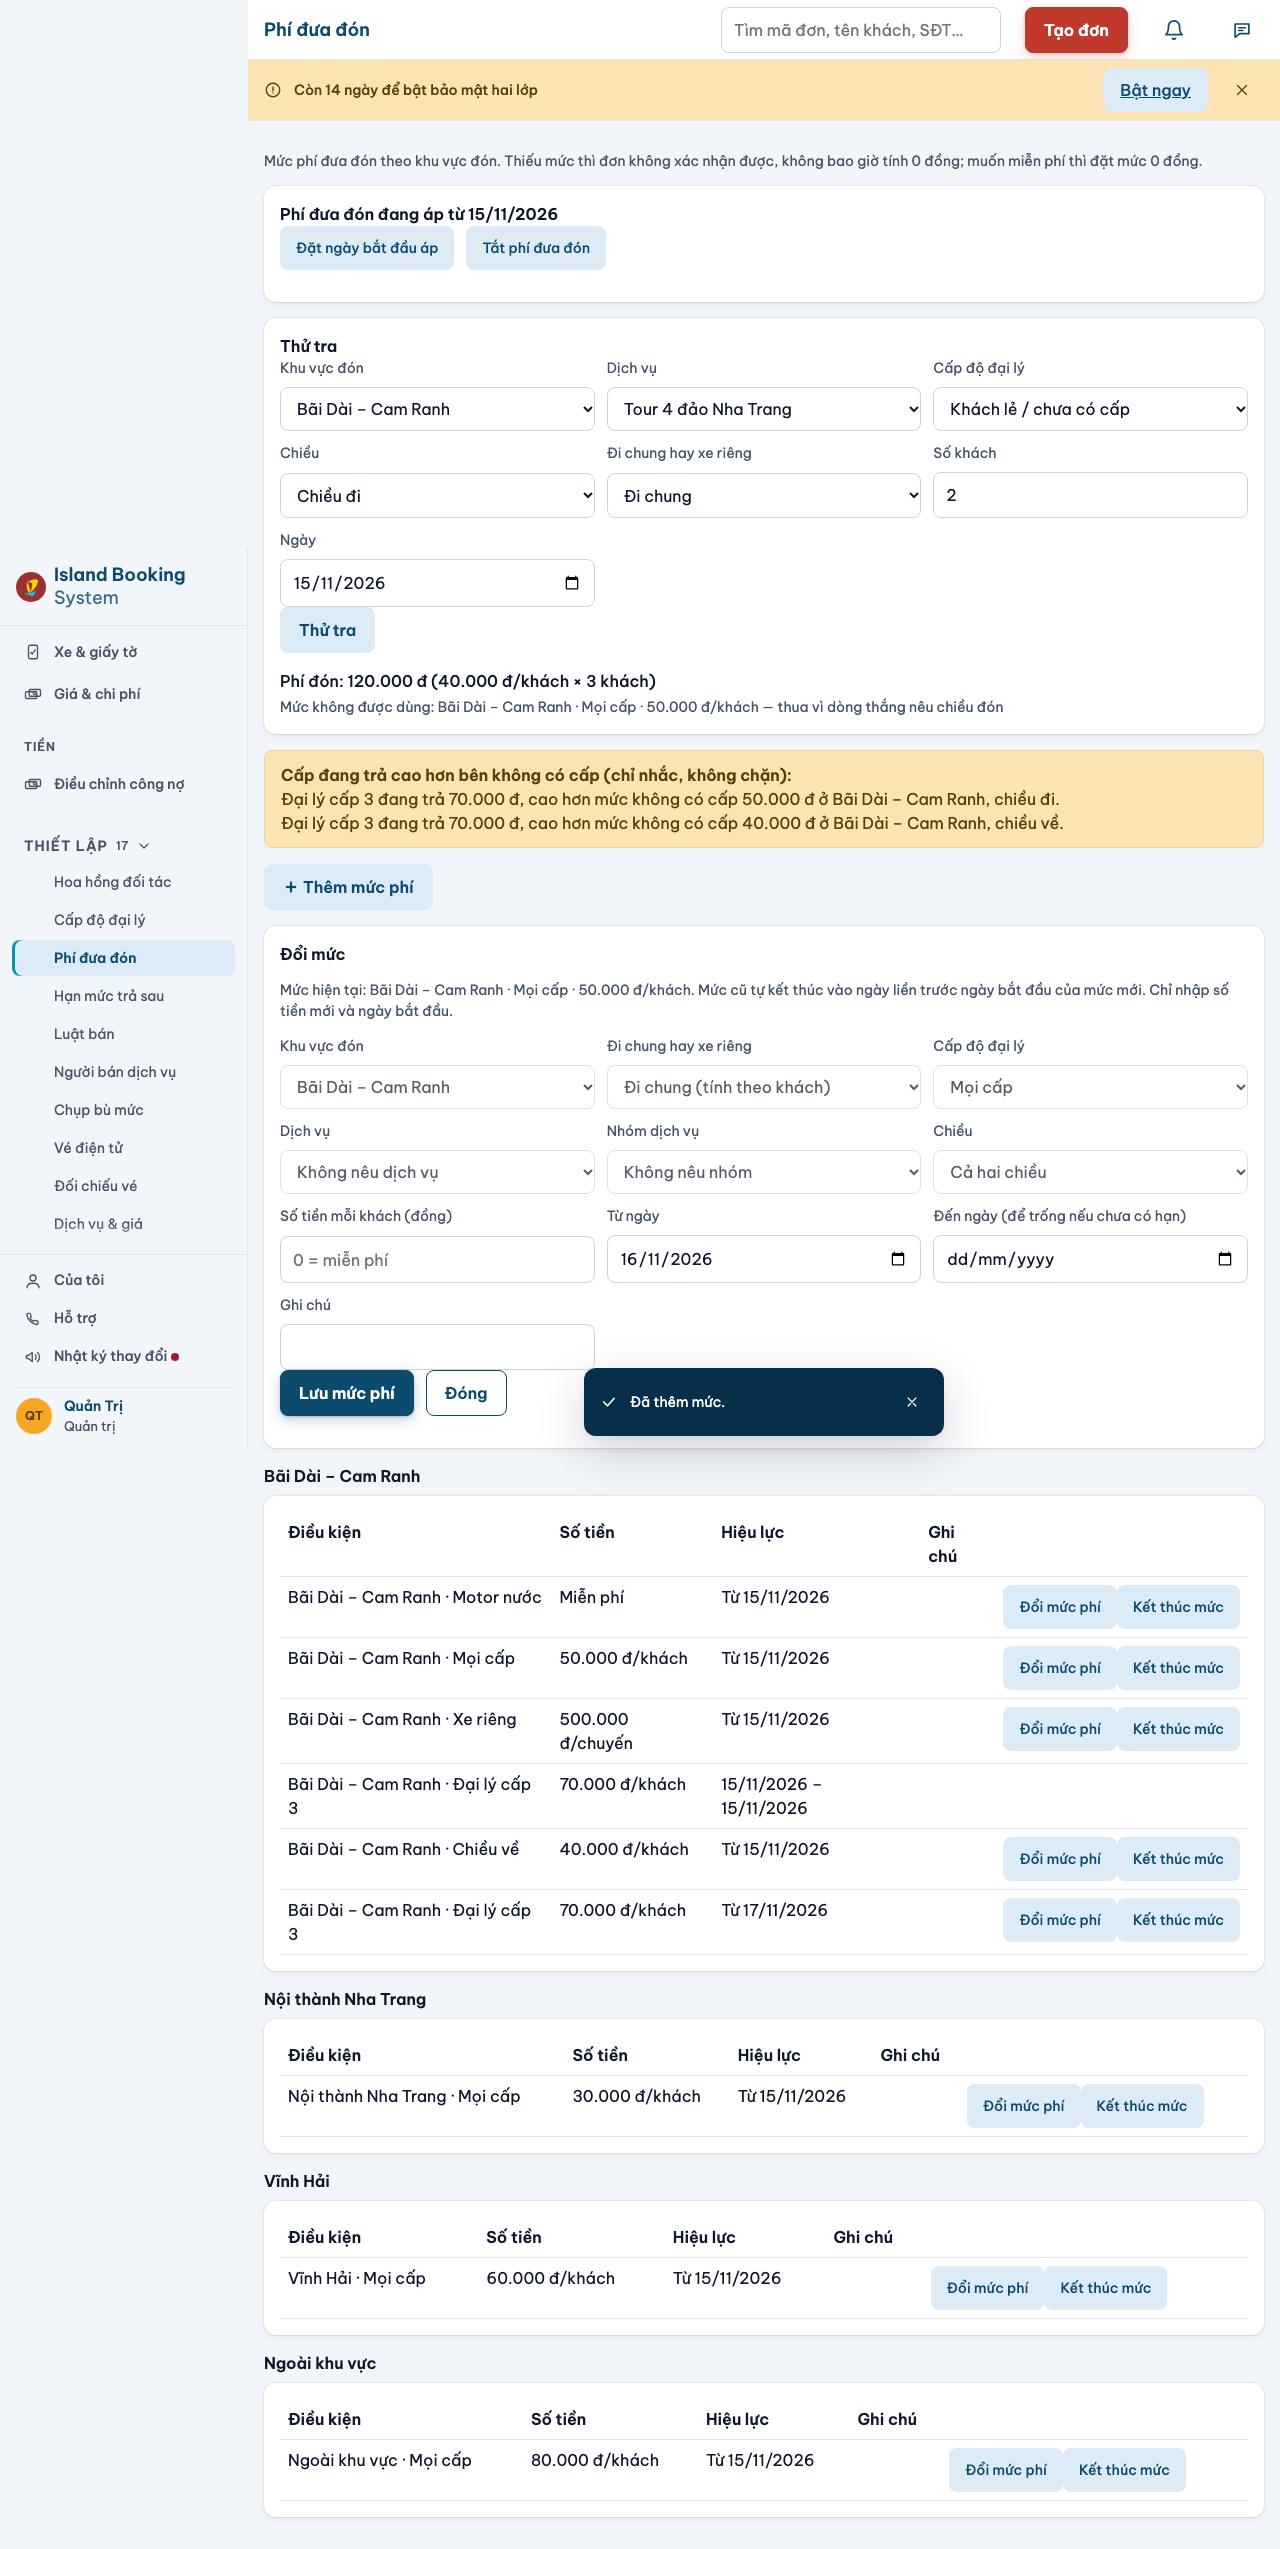 Phí đưa đón
Tìm mã đơn, tên khách, SĐT...
Tạo đơn
Còn 14 ngày để bật bảo mật hai lớp
Bật ngay
Mức phí đưa đón theo khu vực đón. Thiếu mức thì đơn không xác nhận được, không bao giờ tính 0 đồng; muốn miễn phí thì đặt mức 0 đồng.
Phí đưa đón đang áp từ 15/11/2026
Đặt ngày bắt đầu áp
Tắt phí đưa đón
Thử tra
Khu vực đón
Dịch vụ
Cấp độ đại lý
Bãi Dài – Cam Ranh
Tour 4 đảo Nha Trang
Khách lẻ / chưa có cấp
Chiều
Đi chung hay xe riêng
Số khách
Chiều đi
Đi chung
2
Ngày
15/11/2026
Thử tra
Phí đón: 120.000 đ (40.000 đ/khách × 3 khách)
Mức không được dùng: Bãi Dài – Cam Ranh · Mọi cấp · 50.000 đ/khách — thua vì dòng thắng nêu chiều đón
Cấp đang trả cao hơn bên không có cấp (chỉ nhắc, không chặn):
Đại lý cấp 3 đang trả 70.000 đ, cao hơn mức không có cấp 50.000 đ ở Bãi Dài – Cam Ranh, chiều đi.
Đại lý cấp 3 đang trả 70.000 đ, cao hơn mức không có cấp 40.000 đ ở Bãi Dài – Cam Ranh, chiều về.
+ Thêm mức phí
Island Booking
System
Xe & giấy tờ
Giá & chi phí
TIỀN
Điều chỉnh công nợ
THIẾT LẬP 17
Hoa hồng đối tác
Cấp độ đại lý
Phí đưa đón
Hạn mức trả sau
Luật bán
Người bán dịch vụ
Chụp bù mức
Vé điện tử
Đối chiếu vé
Dịch vụ & giá
Của tôi
Hỗ trợ
Nhật ký thay đổi
QT
Quản Trị
Quản trị
Đổi mức
Mức hiện tại: Bãi Dài – Cam Ranh · Mọi cấp · 50.000 đ/khách. Mức cũ tự kết thúc vào ngày liền trước ngày bắt đầu của mức mới. Chỉ nhập số
tiền mới và ngày bắt đầu.
Khu vực đón
Đi chung hay xe riêng
Cấp độ đại lý
Bãi Dài – Cam Ranh
Đi chung (tính theo khách)
Mọi cấp
Dịch vụ
Nhóm dịch vụ
Chiều
Không nêu dịch vụ
Không nêu nhóm
Cả hai chiều
Số tiền mỗi khách (đồng)
Từ ngày
Đến ngày (để trống nếu chưa có hạn)
0 = miễn phí
16/11/2026
dd/mm/yyyy
Ghi chú
Lưu mức phí
Đóng
Đã thêm mức.
Bãi Dài – Cam Ranh
Điều kiện
Số tiền
Hiệu lực
Ghi
chú
Bãi Dài – Cam Ranh · Motor nước
Miễn phí
Từ 15/11/2026
Đổi mức phí
Kết thúc mức
Bãi Dài – Cam Ranh · Mọi cấp
50.000 đ/khách
Từ 15/11/2026
Đổi mức phí
Kết thúc mức
Bãi Dài – Cam Ranh · Xe riêng
500.000
đ/chuyến
Từ 15/11/2026
Đổi mức phí
Kết thúc mức
Bãi Dài – Cam Ranh · Đại lý cấp
3
70.000 đ/khách
15/11/2026 –
15/11/2026
Bãi Dài – Cam Ranh · Chiều về
40.000 đ/khách
Từ 15/11/2026
Đổi mức phí
Kết thúc mức
Bãi Dài – Cam Ranh · Đại lý cấp
3
70.000 đ/khách
Từ 17/11/2026
Đổi mức phí
Kết thúc mức
Nội thành Nha Trang
Điều kiện
Số tiền
Hiệu lực
Ghi chú
Nội thành Nha Trang · Mọi cấp
30.000 đ/khách
Từ 15/11/2026
Đổi mức phí
Kết thúc mức
Vĩnh Hải
Điều kiện
Số tiền
Hiệu lực
Ghi chú
Vĩnh Hải · Mọi cấp
60.000 đ/khách
Từ 15/11/2026
Đổi mức phí
Kết thúc mức
Ngoài khu vực
Điều kiện
Số tiền
Hiệu lực
Ghi chú
Ngoài khu vực · Mọi cấp
80.000 đ/khách
Từ 15/11/2026
Đổi mức phí
Kết thúc mức